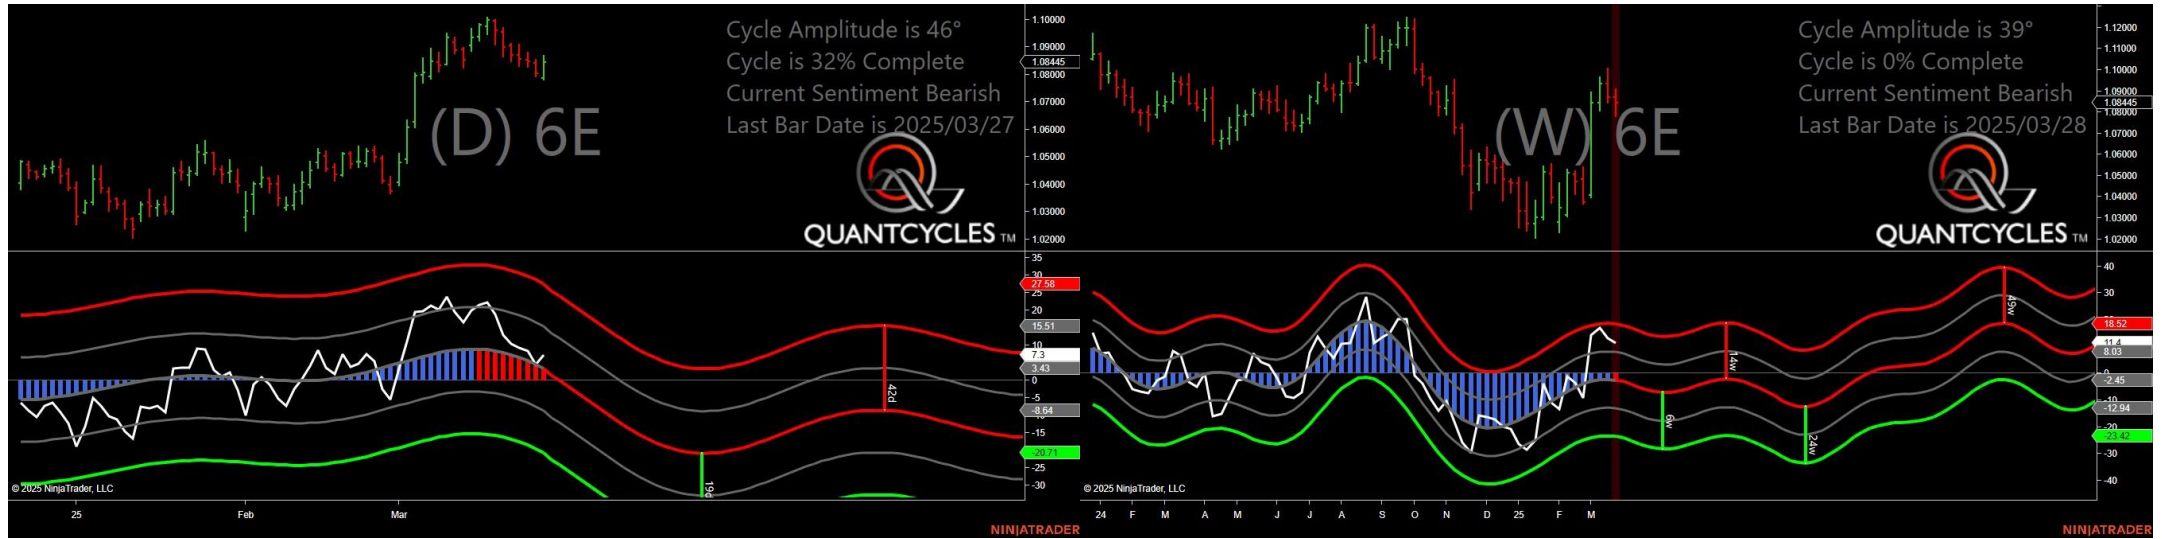 Cycle Amplitude is 46°
Cycle is 32% Complete
Current Sentiment Bearish
Last Bar Date is 2025/03/27
(D) 6E
QUANTCYCLES TM
1.10000
1.09000
1.08445
1.08000
1.07000
1.06000
1.05000
1.04000
1.03000
1.02000
35
30
27.58
25
20
15.51
10
7.3
3.43
0
-5
-8.64
-15
-20.71
-25
-30
42d
19d
© 2025 NinjaTrader, LLC
25 Feb Mar
NINJATRADER
Cycle Amplitude is 39°
Cycle is 0% Complete
Current Sentiment Bearish
Last Bar Date is 2025/03/28
(W) 6E
QUANTCYCLES TM
1.12000
1.11000
1.10000
1.09000
1.08445
1.08000
1.07000
1.06000
1.05000
1.04000
1.03000
1.02000
40
30
18.52
11.4
8.03
0
-2.45
-10
-12.94
-20
-23.42
-30
-40
49w
14w
6w
24w
© 2025 NinjaTrader, LLC
24 F M A M J J A S O N D 25 F M
NINJATRADER